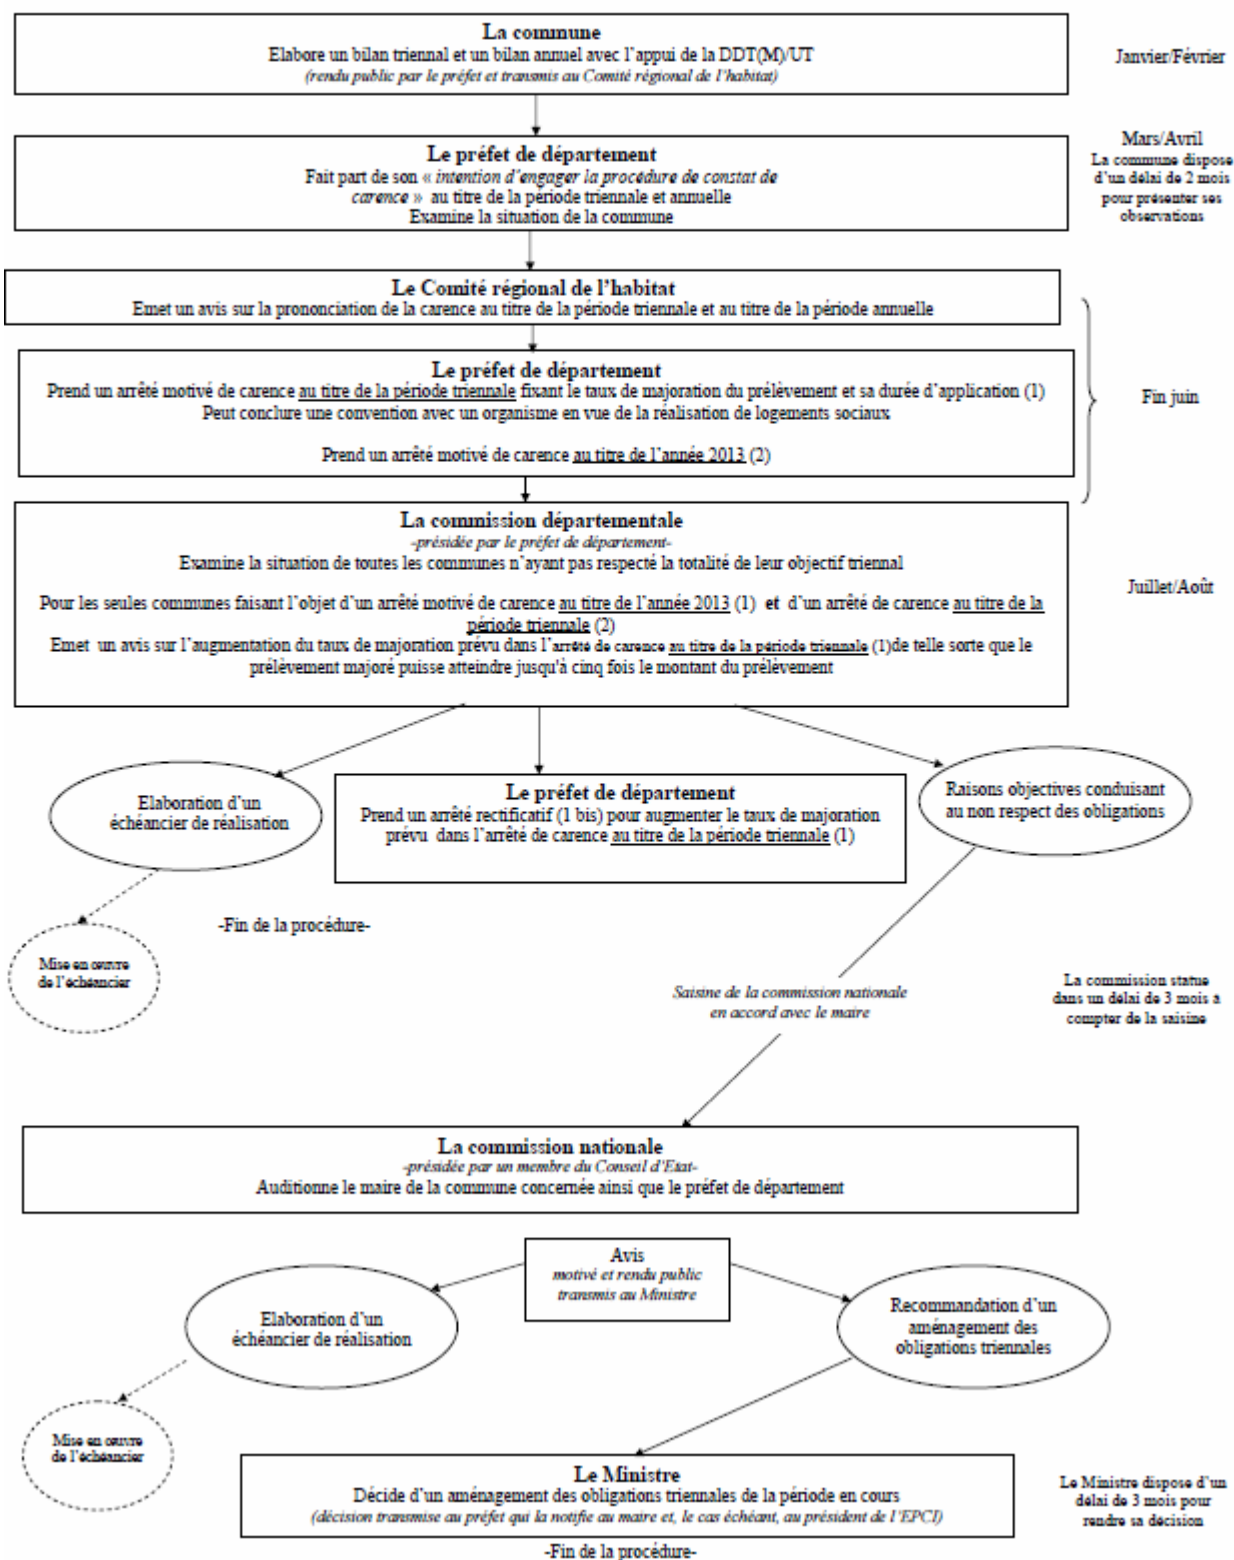 La commune
Elabore un bilan triennal et un bilan annuel avec l'appui de la DDT(M)/UT
(rendu public par le préfet et transmis au Comité régional de l'habitat)
Janvier/Février
Le préfet de département
Fait part de son « intention d'engager la procédure de constat de
carence » au titre de la période triennale et annuelle
Examine la situation de la commune
Mars/Avril
La commune dispose
d'un délai de 2 mois
pour présenter ses
observations
Le Comité régional de l'habitat
Emet un avis sur la prononciation de la carence au titre de la période triennale et au titre de la période annuelle
Le préfet de département
Prend un arrêté motivé de carence au titre de la période triennale fixant le taux de majoration du prélèvement et sa durée d'application (1)
Peut conclure une convention avec un organisme en vue de la réalisation de logements sociaux
Prend un arrêté motivé de carence au titre de l'année 2013 (2)
Fin juin
La commission départementale
-présidée par le préfet de département-
Examine la situation de toutes les communes n'ayant pas respecté la totalité de leur objectif triennal
Pour les seules communes faisant l'objet d'un arrêté motivé de carence au titre de l'année 2013 (1) et d'un arrêté de carence au titre de la
période triennale (2)
Emet un avis sur l'augmentation du taux de majoration prévu dans l'arrêté de carence au titre de la période triennale (1)de telle sorte que le
prélèvement majoré puisse atteindre jusqu'à cinq fois le montant du prélèvement
Juillet/Août
Elaboration d'un
échéancier de réalisation
Le préfet de département
Prend un arrêté rectificatif (1 bis) pour augmenter le taux de majoration
prévu dans l'arrêté de carence au titre de la période triennale (1)
Raisons objectives conduisant
au non respect des obligations
-Fin de la procédure-
Mise en œuvre
de l'échéancier
Saisine de la commission nationale
en accord avec le maire
La commission statue
dans un délai de 3 mois à
compter de la saisine
La commission nationale
-présidée par un membre du Conseil d'Etat-
Auditionne le maire de la commune concernée ainsi que le préfet de département
Avis
motivé et rendu public
transmis au Ministre
Elaboration d'un
échéancier de réalisation
Recommandation d'un
aménagement des
obligations triennales
Mise en œuvre
de l'échéancier
Le Ministre
Décide d'un aménagement des obligations triennales de la période en cours
(décision transmise au préfet qui la notifie au maire et, le cas échéant, au président de l'EPCI)
Le Ministre dispose d'un
délai de 3 mois pour
rendre sa décision
-Fin de la procédure-